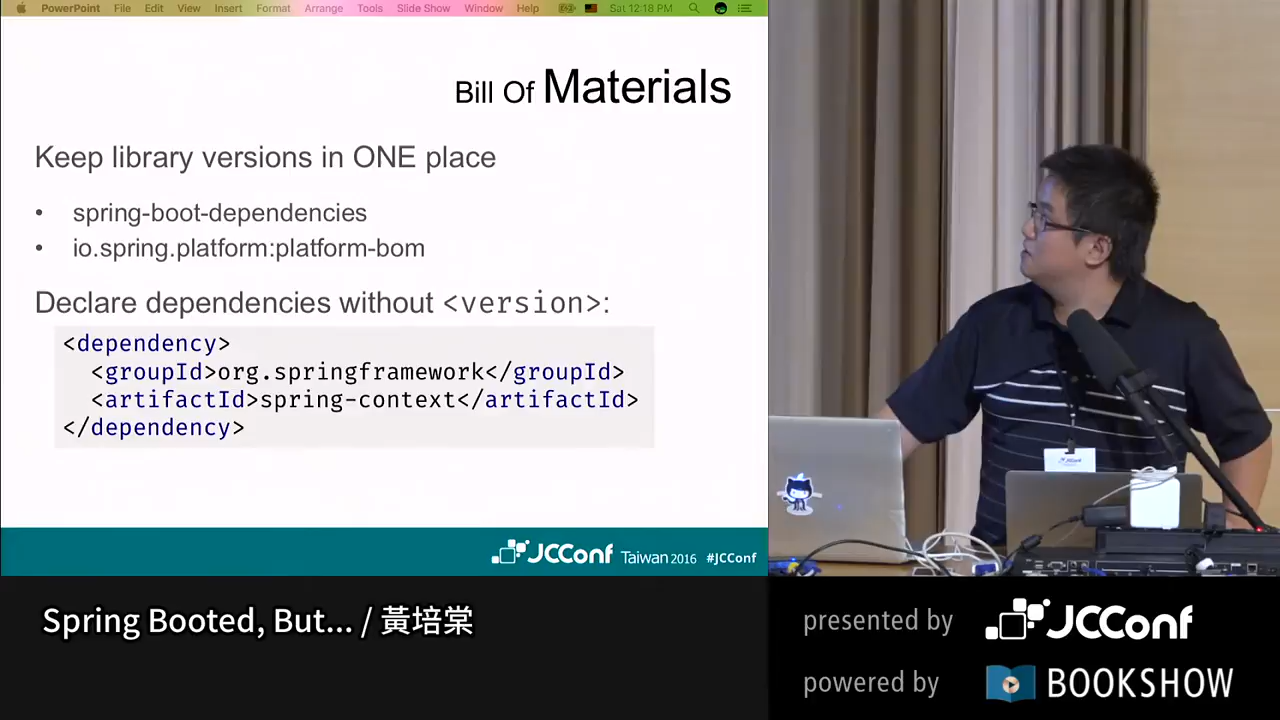 PowerPoint File Edit View Insert Format Arrange Tools Slide Show Window Help Sat 12:18 PM
Bill Of Materials
Keep library versions in ONE place
• spring-boot-dependencies
• io.spring.platform:platform-bom
Declare dependencies without <version>:
<dependency>
<groupId>org.springframework</groupId>
<artifactId>spring-context</artifactId>
</dependency>
JCConf Taiwan 2016 #JCConf
Spring Booted, But... / 黃培棠
presented by JCConf
powered by BOOKSHOW